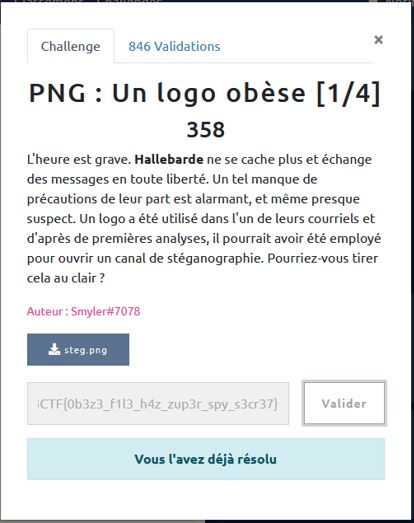 Challenge
846 Validations
×
PNG : Un logo obèse [1/4]
358
L'heure est grave. Hallebarde ne se cache plus et échange
des messages en toute liberté. Un tel manque de
précautions de leur part est alarmant, et même presque
suspect. Un logo a été utilisé dans l'un de leurs courriels et
d'après de premières analyses, il pourrait avoir été employé
pour ouvrir un canal de stéganographie. Pourriez-vous tirer
cela au clair ?
Auteur : Smyler#7078
steg.png
CTF{0b3z3_f1l3_h4z_zup3r_spy_s3cr37}
Valider
Vous l'avez déjà résolu